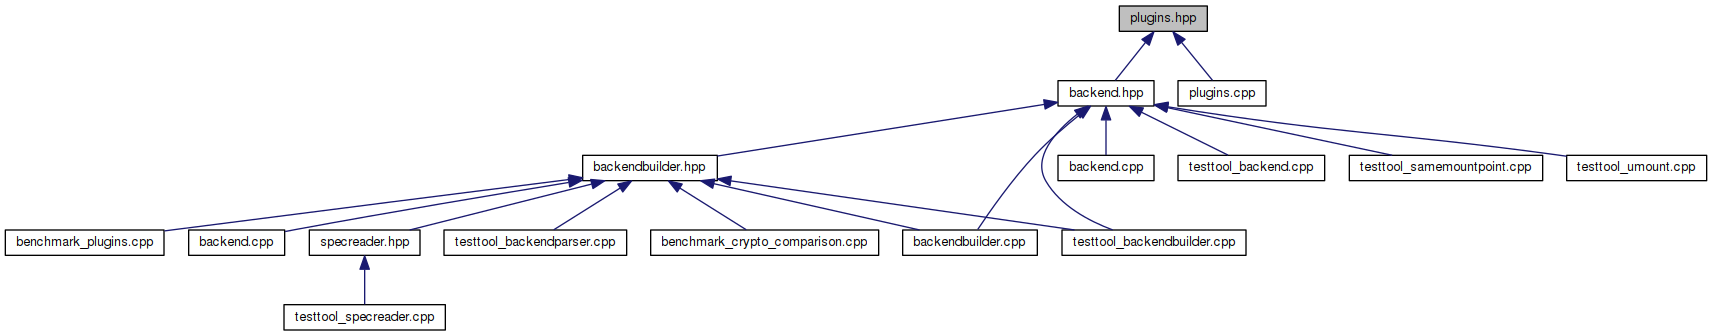 plugins.hpp
backend.hpp
plugins.cpp
backendbuilder.hpp
backend.cpp
testtool_backend.cpp
testtool_samemountpoint.cpp
testtool_umount.cpp
benchmark_plugins.cpp
backend.cpp
specreader.hpp
testtool_backendparser.cpp
benchmark_crypto_comparison.cpp
backendbuilder.cpp
testtool_backendbuilder.cpp
testtool_specreader.cpp